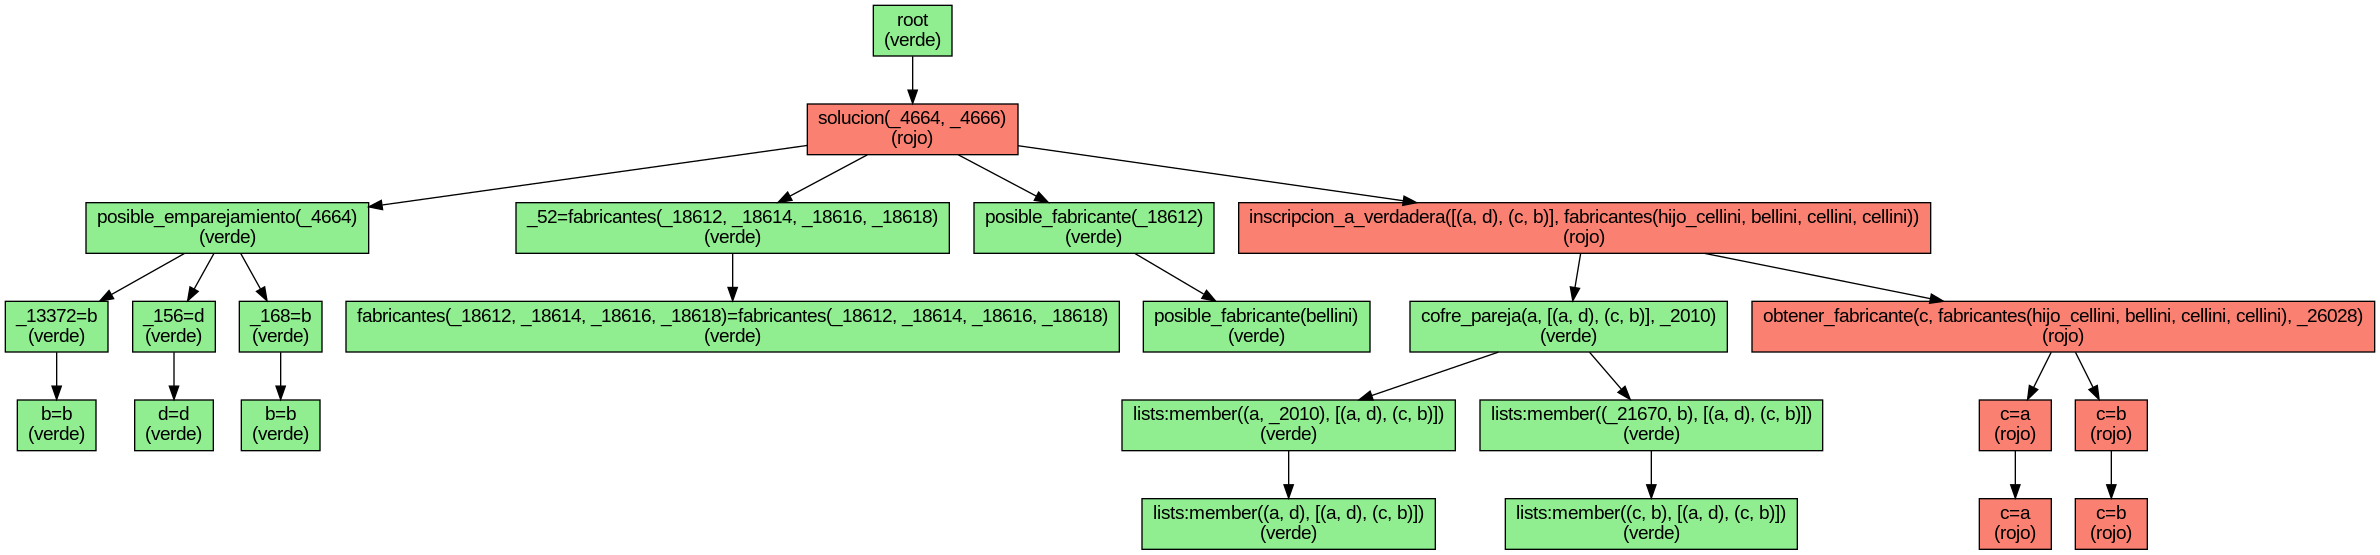 root
(verde)
solucion(_4664, _4666)
(rojo)
posible_emparejamiento(_4664)
(verde)
_52=fabricantes(_18612, _18614, _18616, _18618)
(verde)
posible_fabricante(_18612)
(verde)
inscripcion_a_verdadera([(a, d), (c, b)], fabricantes(hijo_cellini, bellini, cellini, cellini))
(rojo)
_13372=b
(verde)
_156=d
(verde)
_168=b
(verde)
fabricantes(_18612, _18614, _18616, _18618)=fabricantes(_18612, _18614, _18616, _18618)
(verde)
posible_fabricante(bellini)
(verde)
cofre_pareja(a, [(a, d), (c, b)], _2010)
(verde)
obtener_fabricante(c, fabricantes(hijo_cellini, bellini, cellini, cellini), _26028)
(rojo)
b=b
(verde)
d=d
(verde)
b=b
(verde)
lists:member((a, _2010), [(a, d), (c, b)])
(verde)
lists:member((_21670, b), [(a, d), (c, b)])
(verde)
c=a
(rojo)
c=b
(rojo)
lists:member((a, d), [(a, d), (c, b)])
(verde)
lists:member((c, b), [(a, d), (c, b)])
(verde)
c=a
(rojo)
c=b
(rojo)